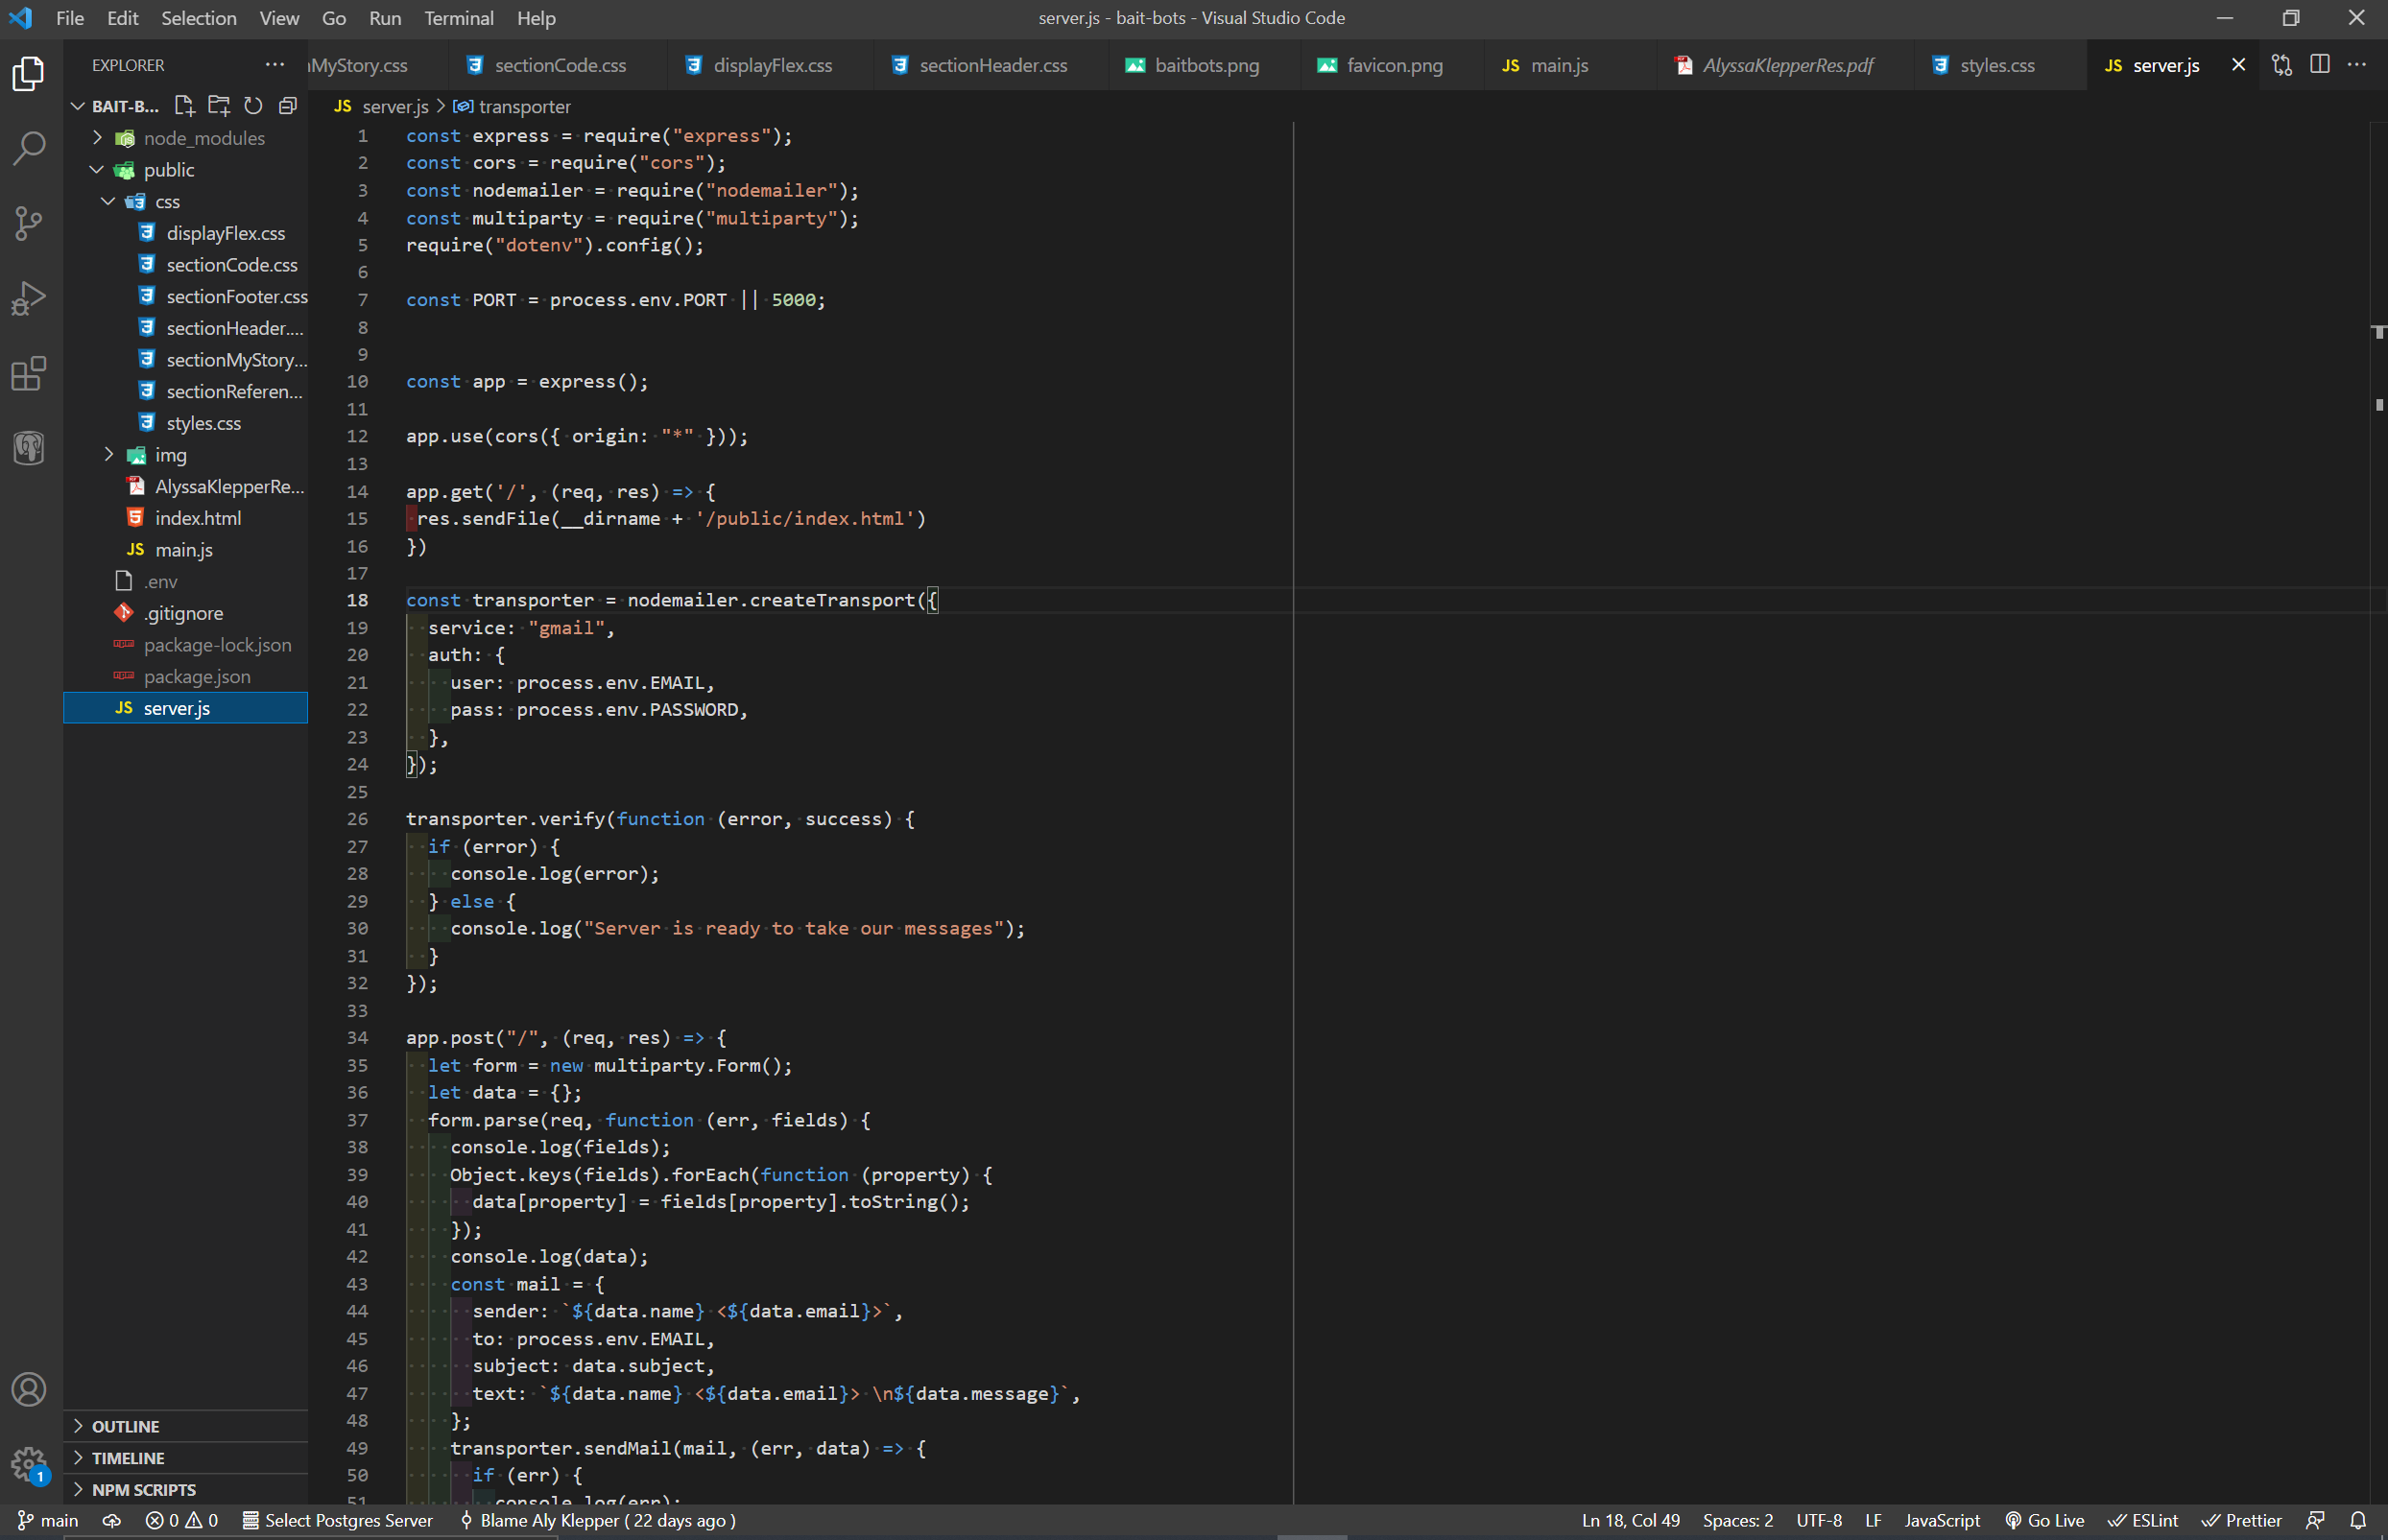 File Edit Selection View Go Run Terminal Help
server.js - bait-bots - Visual Studio Code
EXPLORER
MyStory.css
sectionCode.css
displayFlex.css
sectionHeader.css
baitbots.png
favicon.png
JS main.js
AlyssaKlepperRes.pdf
styles.css
JS server.js
BAIT-B...
node_modules
public
css
displayFlex.css
sectionCode.css
sectionFooter.css
sectionHeader....
sectionMyStory...
sectionReferen...
styles.css
img
AlyssaKlepperRe...
index.html
JS main.js
.env
.gitignore
package-lock.json
package.json
JS server.js
OUTLINE
TIMELINE
NPM SCRIPTS
JS server.js > transporter
1 const express = require("express");
2 const cors = require("cors");
3 const nodemailer = require("nodemailer");
4 const multiparty = require("multiparty");
5 require("dotenv").config();
6
7 const PORT = process.env.PORT || 5000;
8
9
10 const app = express();
11
12 app.use(cors({ origin: "*" }));
13
14 app.get('/', (req, res) => {
15 res.sendFile(__dirname + '/public/index.html')
16 })
17
18 const transporter = nodemailer.createTransport({
19 service: "gmail",
20 auth: {
21 user: process.env.EMAIL,
22 pass: process.env.PASSWORD,
23 },
24 });
25
26 transporter.verify(function (error, success) {
27 if (error) {
28 console.log(error);
29 } else {
30 console.log("Server is ready to take our messages");
31 }
32 });
33
34 app.post("/", (req, res) => {
35 let form = new multiparty.Form();
36 let data = {};
37 form.parse(req, function (err, fields) {
38 console.log(fields);
39 Object.keys(fields).forEach(function (property) {
40 data[property] = fields[property].toString();
41 });
42 console.log(data);
43 const mail = {
44 sender: `${data.name} <${data.email}>`,
45 to: process.env.EMAIL,
46 subject: data.subject,
47 text: `${data.name} <${data.email}> \n${data.message}`,
48 };
49 transporter.sendMail(mail, (err, data) => {
50 if (err) {
51 console.log(err);
1
main 0 0 Select Postgres Server Blame Aly Klepper ( 22 days ago )
Ln 18, Col 49 Spaces: 2 UTF-8 LF JavaScript Go Live ESLint Prettier